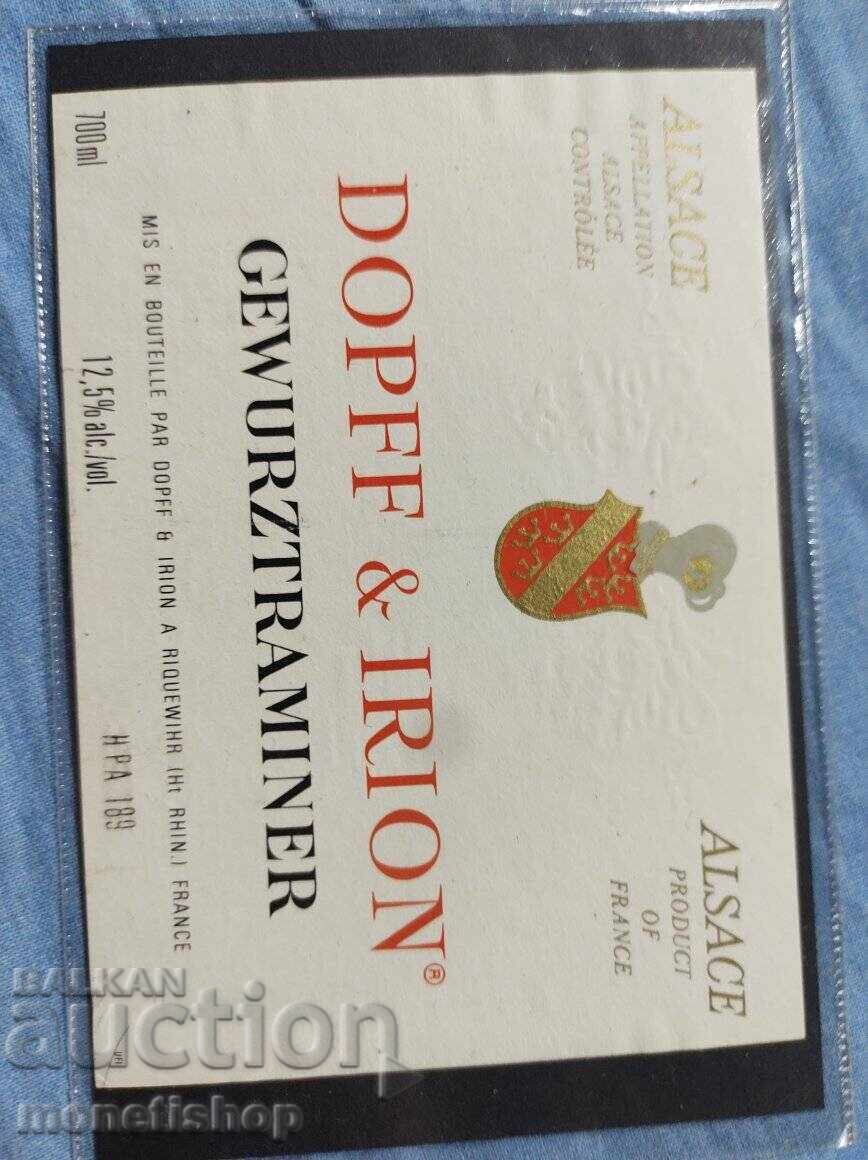 ALSACE
APPELLATION
ALSACE
CONTRÔLÉE
ALSACE
PRODUCT
OF
FRANCE
DOPFF & IRION®
GEWURZTRAMINER
MIS EN BOUTEILLE PAR DOPFF & IRION A RIQUEWIHR (Ht RHIN.) FRANCE
700ml
12,5%alc./vol.
HPA 189
BALKAN
auction
monetishop